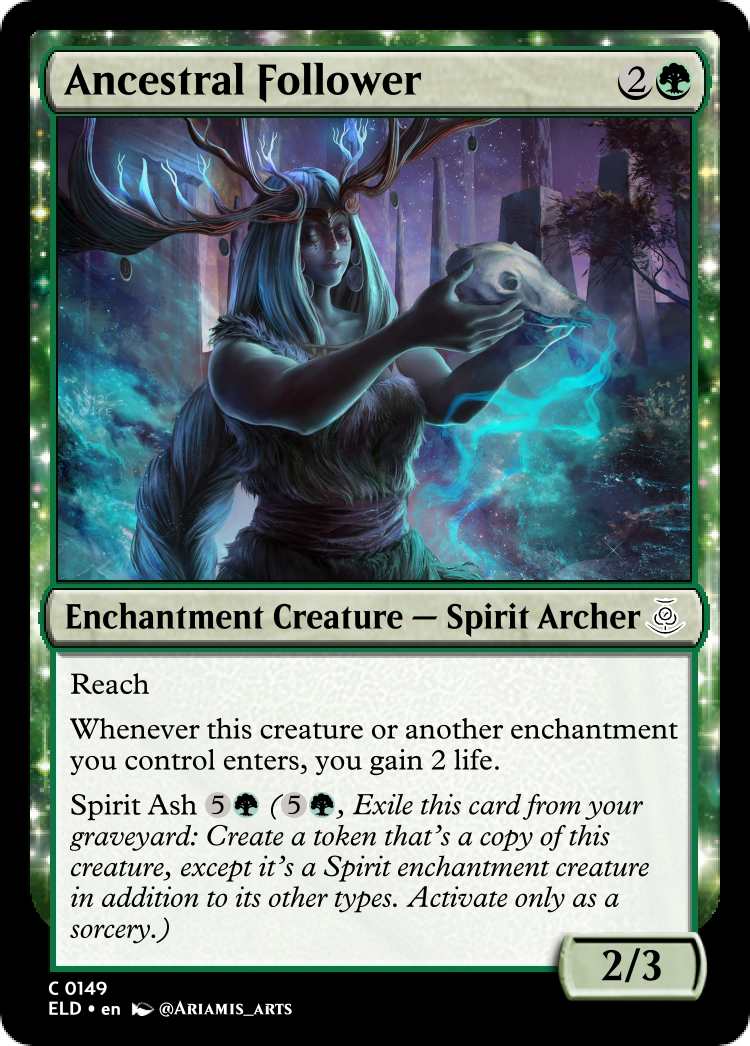 Ancestral Follower 2
Enchantment Creature — Spirit Archer
Reach
Whenever this creature or another enchantment
you control enters, you gain 2 life.
Spirit Ash 5 (5, Exile this card from your
graveyard: Create a token that's a copy of this
creature, except it's a Spirit enchantment creature
in addition to its other types. Activate only as a
sorcery.)
2/3
C 0149
ELD • en @Ariamis_arts